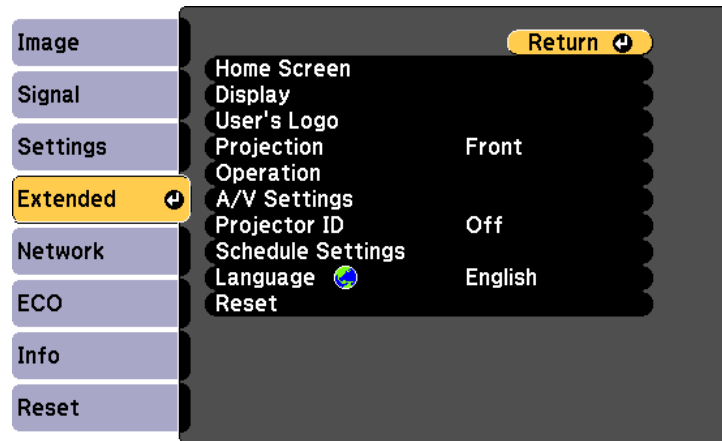 Image
Signal
Settings
Extended
Network
ECO
Info
Reset
Return
Home Screen
Display
User's Logo
Projection Front
Operation
A/V Settings
Projector ID Off
Schedule Settings
Language English
Reset